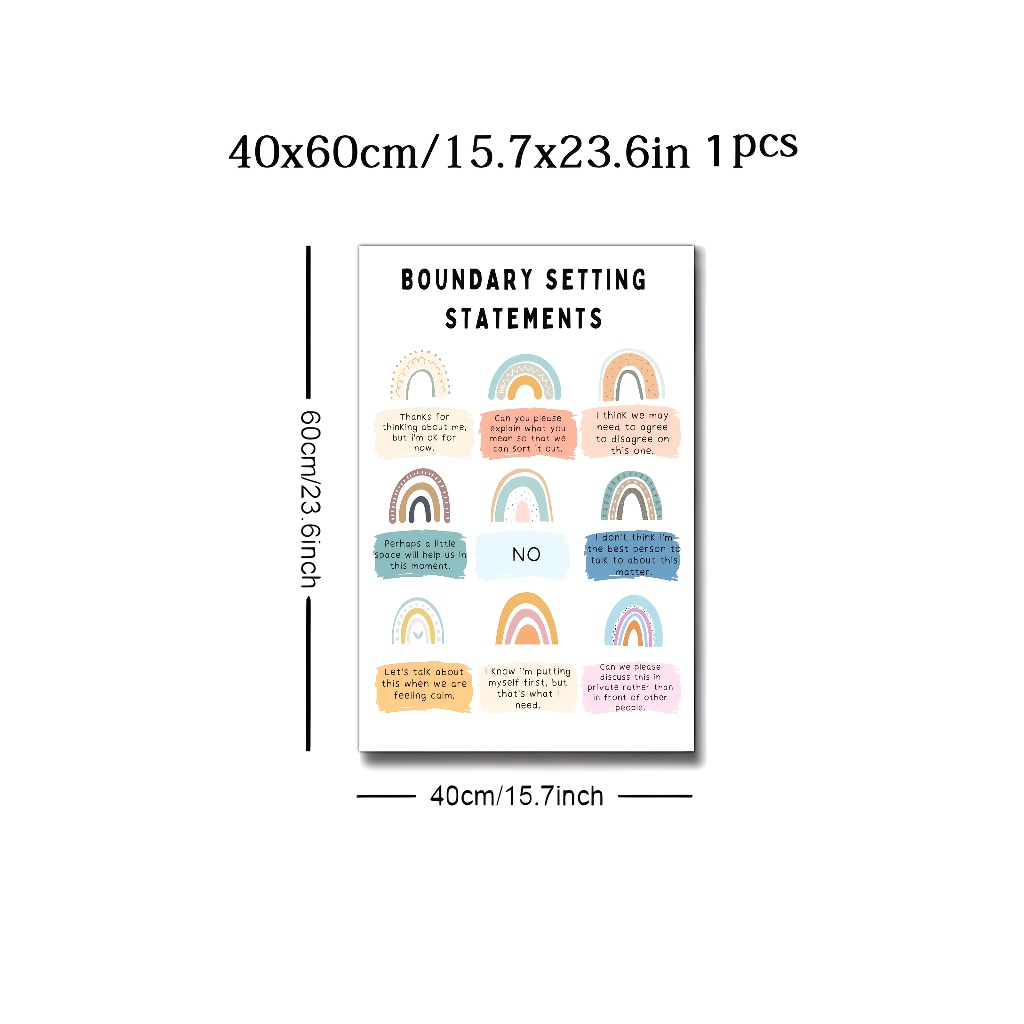 40x60cm/15.7x23.6in 1pcs
BOUNDARY SETTING
STATEMENTS
Thanks for
thinking about me,
but i'm ok for
now.
Can you please
explain what you
mean so that we
can sort it out.
I think we may
need to agree
to disagree on
this one.
Perhaps a little
space will help us in
this moment.
NO
I don't think i'm
the best person to
talk to about this
matter.
Let's talk about
this when we are
feeling calm.
I know i'm putting
myself first, but
that's what I
need.
Can we please
discuss this in
private rather than
in front of other
people.
60cm/23.6inch
40cm/15.7inch